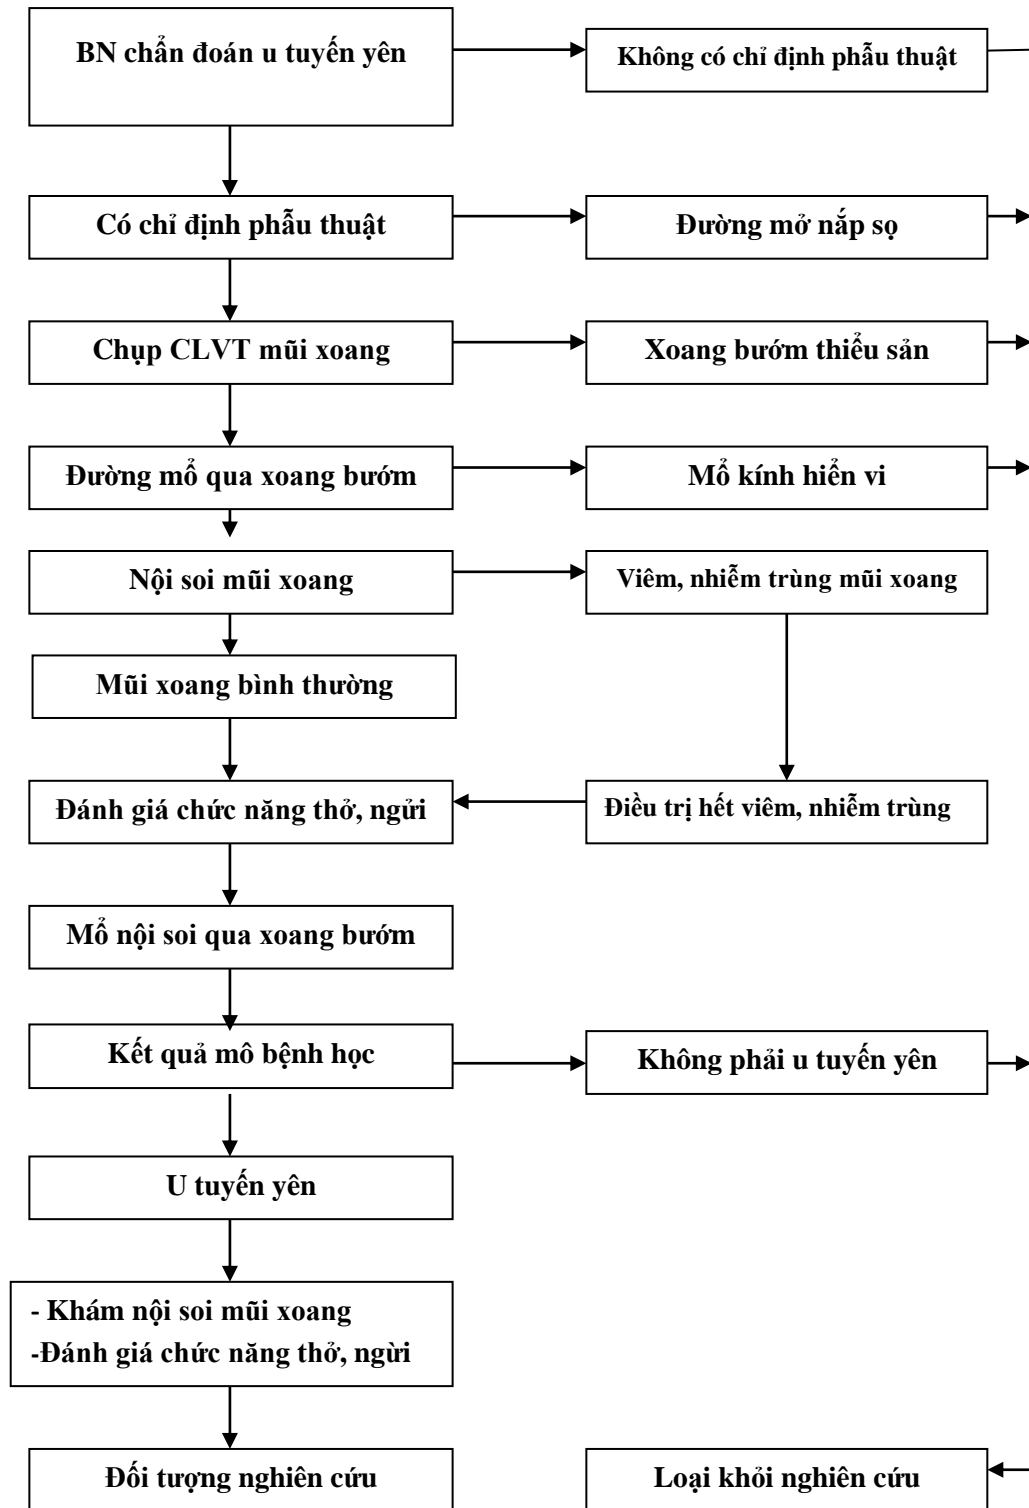 BN chẩn đoán u tuyến yên
Không có chỉ định phẫu thuật
Có chỉ định phẫu thuật
Đường mở nắp sọ
Chụp CLVT mũi xoang
Xoang bướm thiểu sản
Đường mổ qua xoang bướm
Mổ kính hiển vi
Nội soi mũi xoang
Viêm, nhiễm trùng mũi xoang
Mũi xoang bình thường
Đánh giá chức năng thở, ngửi
Điều trị hết viêm, nhiễm trùng
Mổ nội soi qua xoang bướm
Kết quả mô bệnh học
Không phải u tuyến yên
U tuyến yên
- Khám nội soi mũi xoang
-Đánh giá chức năng thở, ngừi
Đối tượng nghiên cứu
Loại khỏi nghiên cứu